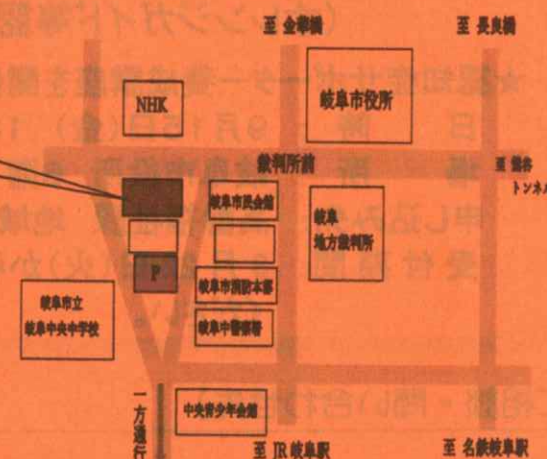 至 金華橋
至 長良橋
NHK
岐阜市役所
裁判所前
至 鶯谷
トンネル
岐阜市民会館
岐阜
地方裁判所
P
岐阜市消防本部
岐阜市立
岐阜中央中学校
岐阜中警察署
一方通行
中央青少年会館
至 JR岐阜駅
至 名鉄岐阜駅